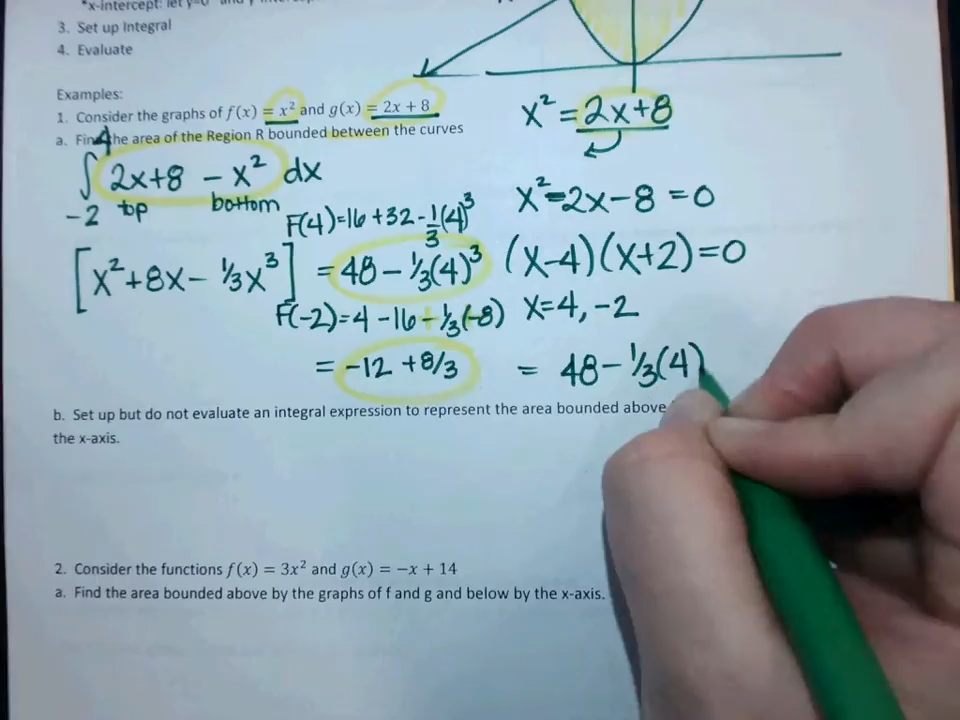 *x-intercept: let y=0
3. Set up Integral
4. Evaluate
Examples:
1. Consider the graphs of f(x) = x² and g(x) = 2x + 8
a. Find the area of the Region R bounded between the curves
x² = 2x+8
4
∫ 2x+8 - x² dx
-2 top bottom
x²-2x-8 = 0
F(4)=16+32-1/3(4)³
[x²+8x-1/3x³] = 48-1/3(4)³
(x-4)(x+2)=0
F(-2)=4-16-1/3(-8)
x=4,-2
= -12+8/3
= 48-1/3(4)
b. Set up but do not evaluate an integral expression to represent the area bounded above
the x-axis.
2. Consider the functions f(x) = 3x² and g(x) = −x + 14
a. Find the area bounded above by the graphs of f and g and below by the x-axis.